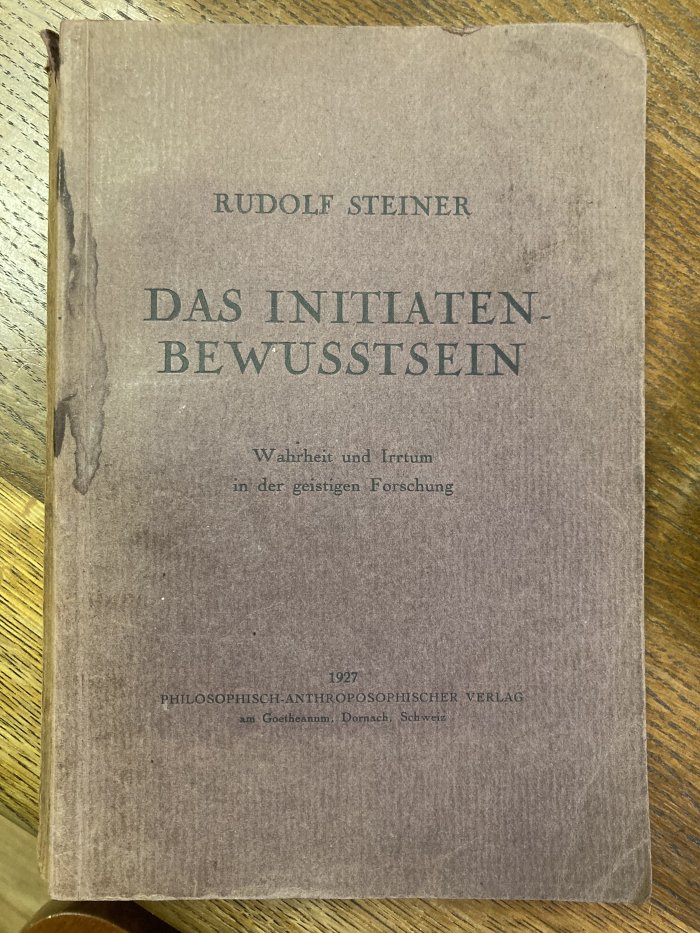 RUDOLF STEINER
DAS INITIATEN-
BEWUSSTSEIN
Wahrheit und Irrtum
in der geistigen Forschung
1927
PHILOSOPHISCH-ANTHROPOSOPHISCHER VERLAG
am Goetheanum, Dornach, Schweiz